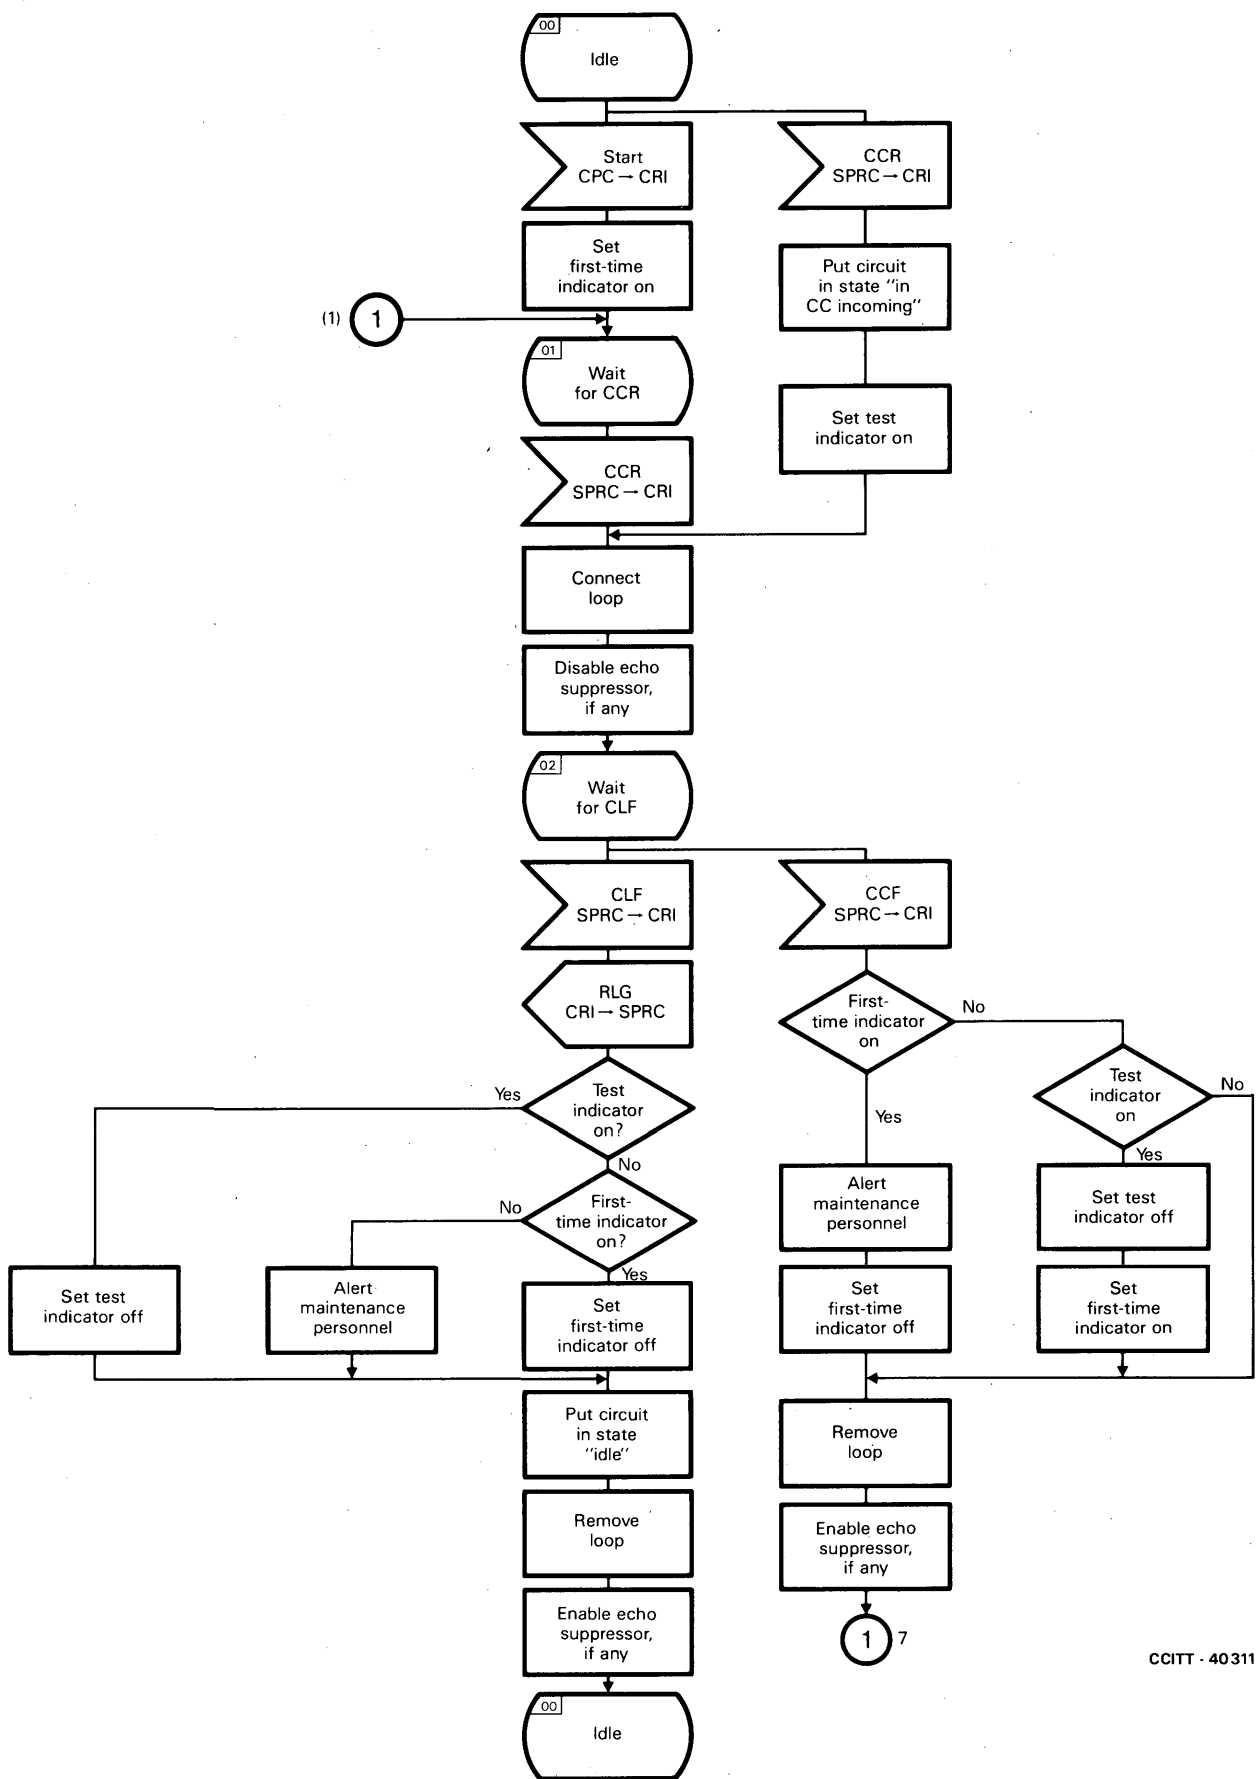 00
Idle
Start
CPC → CRI
CCR
SPRC → CRI
Set
first-time
indicator on
Put circuit
in state "in
CC incoming"
(1) 1
01
Wait
for CCR
Set test
indicator on
CCR
SPRC → CRI
Connect
loop
Disable echo
suppressor,
if any
02
Wait
for CLF
CLF
SPRC → CRI
CCF
SPRC → CRI
RLG
CRI → SPRC
First-
time indicator
on
No
Test
indicator
on
No
Yes
Yes
Test
indicator
on?
Yes
No
First-
time indicator
on?
No
Yes
Alert
maintenance
personnel
Set test
indicator off
Set test
indicator off
Alert
maintenance
personnel
Set
first-time
indicator off
Set
first-time
indicator off
Set
first-time
indicator on
Put circuit
in state
"idle"
Remove
loop
Remove
loop
Enable echo
suppressor,
if any
Enable echo
suppressor,
if any
1 7
00
Idle
CCITT - 40311